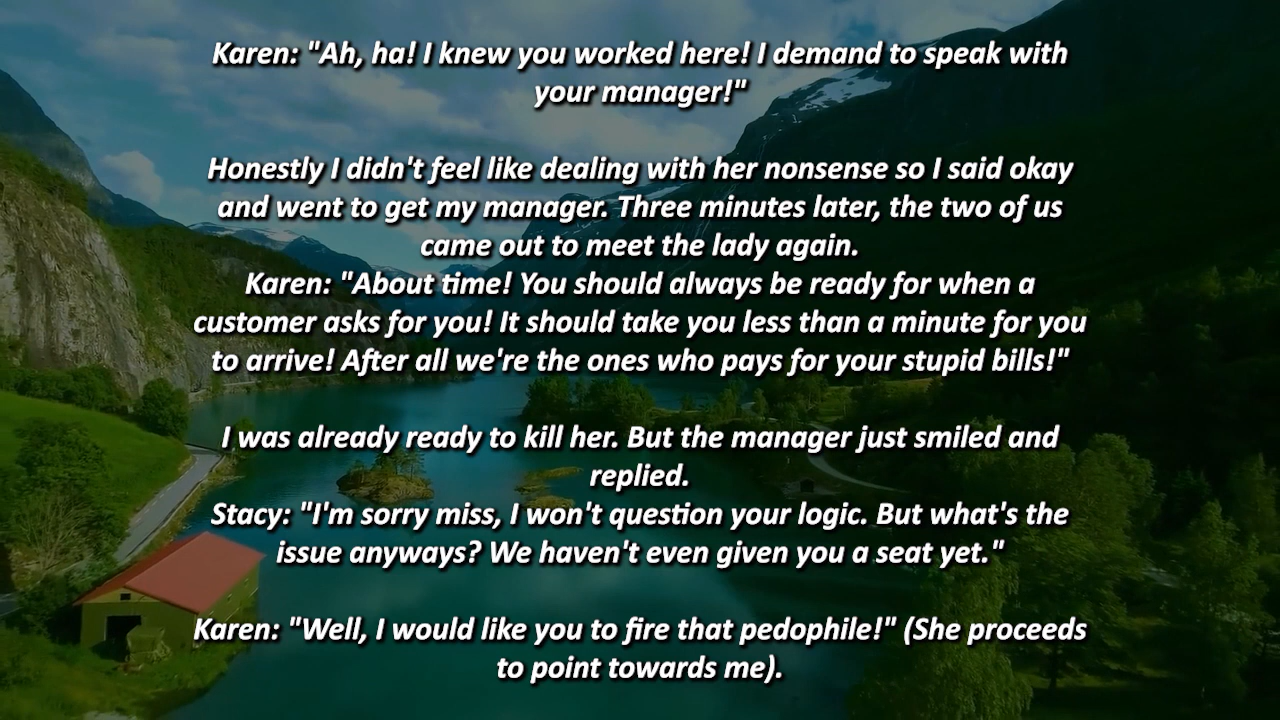 Karen: "Ah, ha! I knew you worked here! I demand to speak with
your manager!"
Honestly I didn't feel like dealing with her nonsense so I said okay
and went to get my manager. Three minutes later, the two of us
came out to meet the lady again.
Karen: "About time! You should always be ready for when a
customer asks for you! It should take you less than a minute for you
to arrive! After all we're the ones who pays for your stupid bills!"
I was already ready to kill her. But the manager just smiled and
replied.
Stacy: "I'm sorry miss, I won't question your logic. But what's the
issue anyways? We haven't even given you a seat yet."
Karen: "Well, I would like you to fire that pedophile!" (She proceeds
to point towards me).